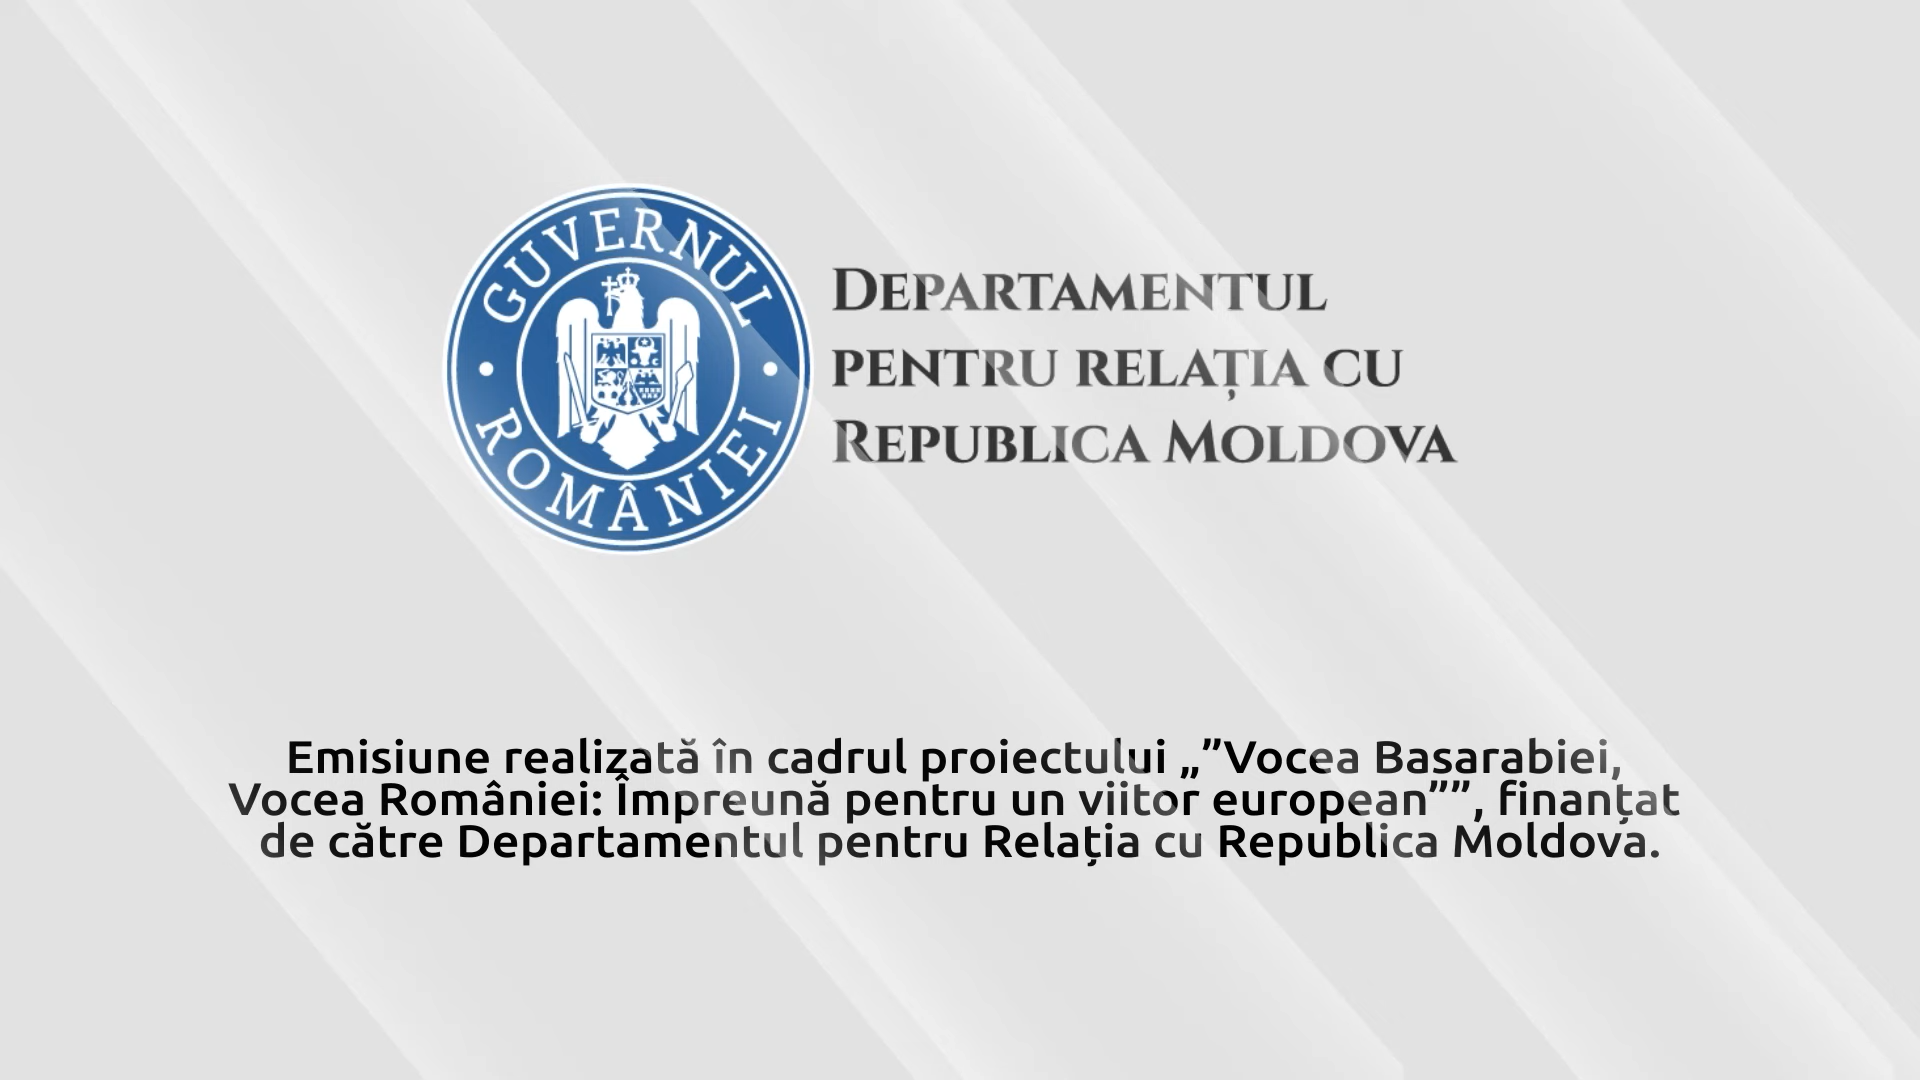 GUVERNUL
ROMÂNIEI
DEPARTAMENTUL
PENTRU RELAȚIA CU
REPUBLICA MOLDOVA
Emisiune realizată în cadrul proiectului „”Vocea Basarabiei,
Vocea României: Împreună pentru un viitor european””, finanțat
de către Departamentul pentru Relația cu Republica Moldova.